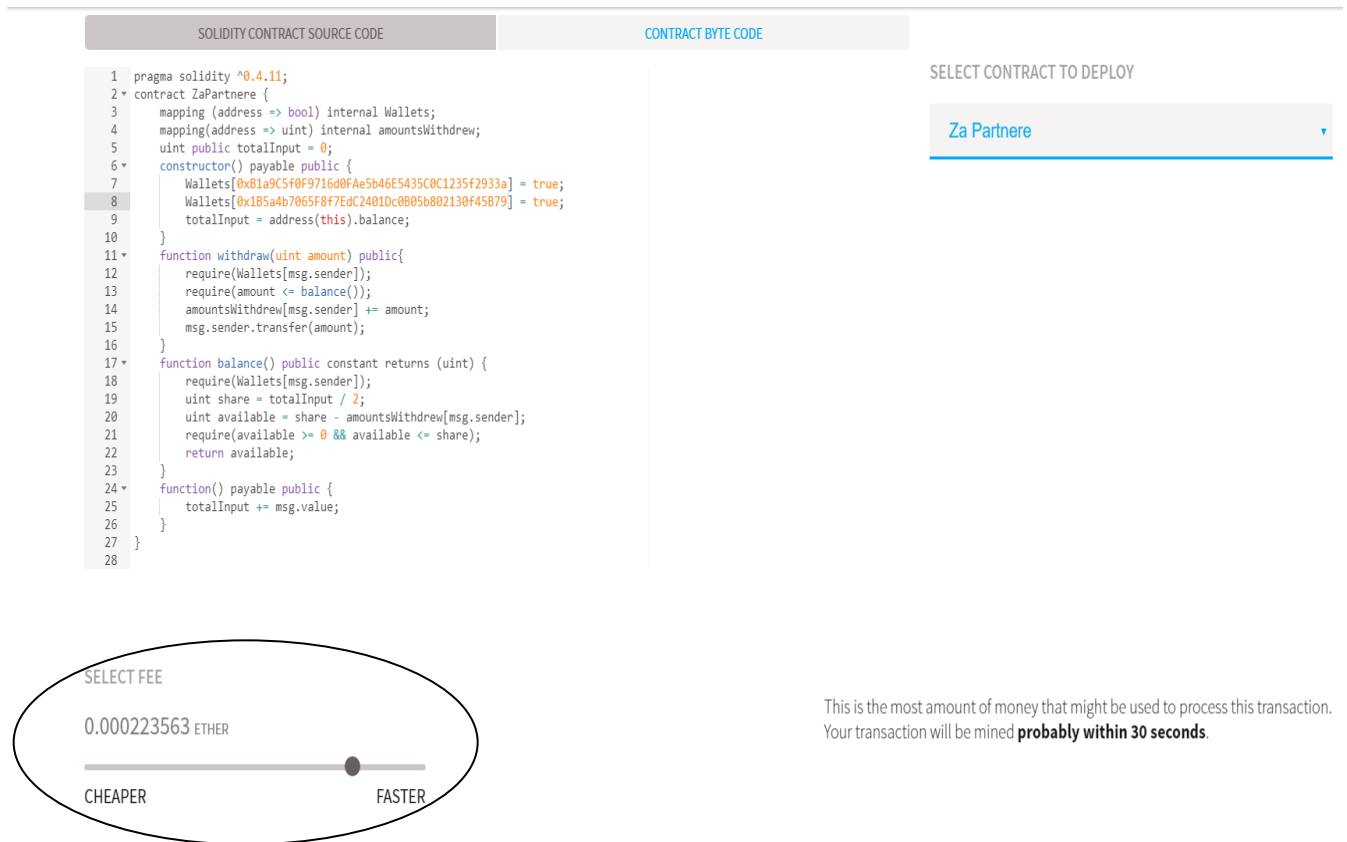 SOLIDITY CONTRACT SOURCE CODE
CONTRACT BYTE CODE
1 pragma solidity ^0.4.11;
2 contract ZaPartnere {
3 mapping (address => bool) internal Wallets;
4 mapping(address => uint) internal amountsWithdrew;
5 uint public totalInput = 0;
6 constructor() payable public {
7 Wallets[0xB1a9C5f0F9716d0FAe5b46E5435C0C1235f2933a] = true;
8 Wallets[0x1B5a4b7065F8f7EdC2401Dc0B05b802130f45B79] = true;
9 totalInput = address(this).balance;
10 }
11 function withdraw(uint amount) public{
12 require(Wallets[msg.sender]);
13 require(amount <= balance());
14 amountsWithdrew[msg.sender] += amount;
15 msg.sender.transfer(amount);
16 }
17 function balance() public constant returns (uint) {
18 require(Wallets[msg.sender]);
19 uint share = totalInput / 2;
20 uint available = share - amountsWithdrew[msg.sender];
21 require(available >= 0 && available <= share);
22 return available;
23 }
24 function() payable public {
25 totalInput += msg.value;
26 }
27 }
28
SELECT CONTRACT TO DEPLOY
Za Partnere
SELECT FEE
0.000223563 ETHER
CHEAPER
FASTER
This is the most amount of money that might be used to process this transaction.
Your transaction will be mined probably within 30 seconds.